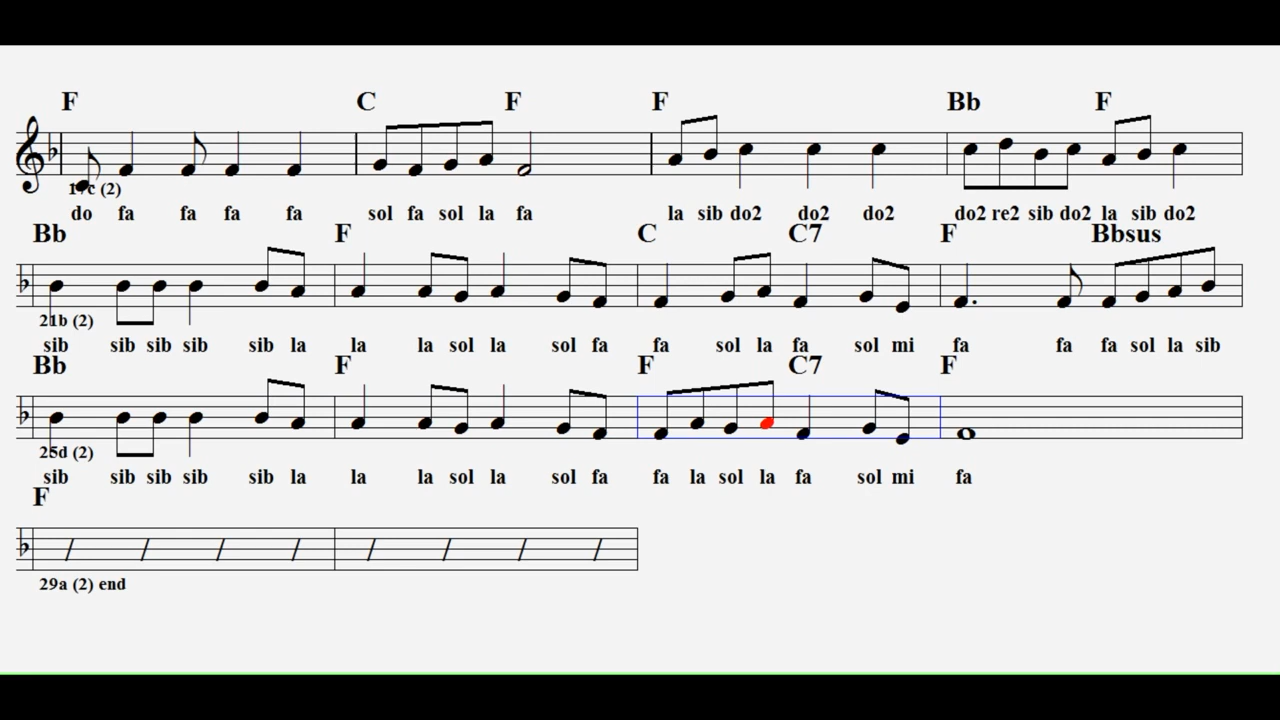 F C F F Bb F
17c (2)
do fa fa fa fa sol fa sol la fa la sib do2 do2 do2 do2 re2 sib do2 la sib do2
Bb F C C7 F Bbsus
21b (2)
sib sib sib sib sib la la la sol la sol fa fa sol la fa sol mi fa fa fa sol la sib
Bb F F C7 F
25d (2)
sib sib sib sib sib la la la sol la sol fa fa la sol la fa sol mi fa
F
29a (2) end